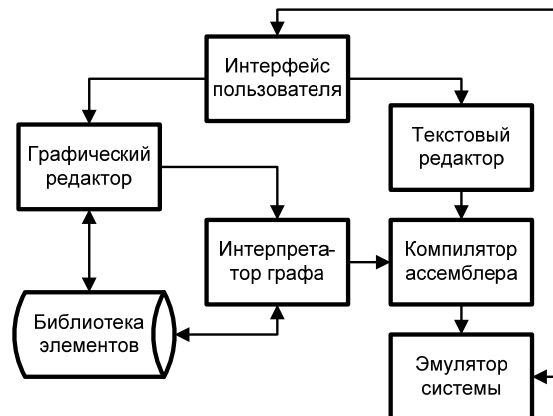 Интерфейс
пользователя
Графический
редактор
Текстовый
редактор
Интерпрета-
тор графа
Компилятор
ассемблера
Библиотека
элементов
Эмулятор
системы